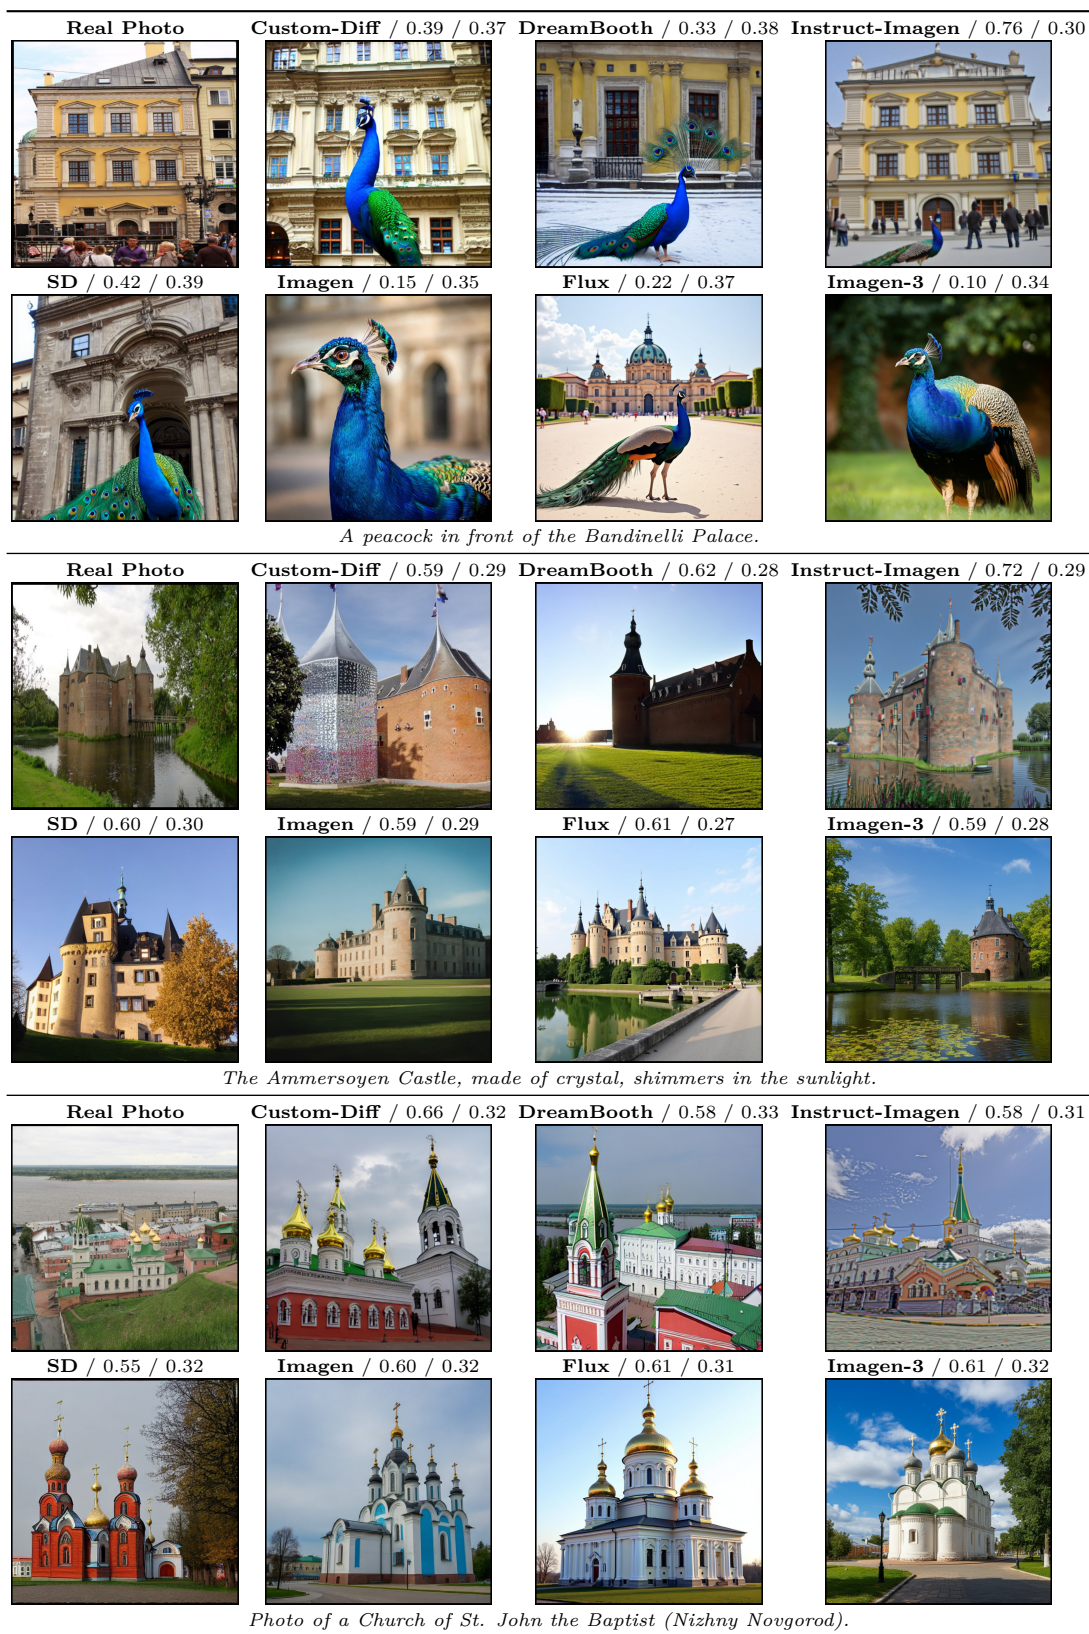 Real Photo Custom-Diff / 0.39 / 0.37 DreamBooth / 0.33 / 0.38 Instruct-Imagen / 0.76 / 0.30
SD / 0.42 / 0.39 Imagen / 0.15 / 0.35 Flux / 0.22 / 0.37 Imagen-3 / 0.10 / 0.34
A peacock in front of the Bandinelli Palace.
Real Photo Custom-Diff / 0.59 / 0.29 DreamBooth / 0.62 / 0.28 Instruct-Imagen / 0.72 / 0.29
SD / 0.60 / 0.30 Imagen / 0.59 / 0.29 Flux / 0.61 / 0.27 Imagen-3 / 0.59 / 0.28
The Ammersoyen Castle, made of crystal, shimmers in the sunlight.
Real Photo Custom-Diff / 0.66 / 0.32 DreamBooth / 0.58 / 0.33 Instruct-Imagen / 0.58 / 0.31
SD / 0.55 / 0.32 Imagen / 0.60 / 0.32 Flux / 0.61 / 0.31 Imagen-3 / 0.61 / 0.32
Photo of a Church of St. John the Baptist (Nizhny Novgorod).